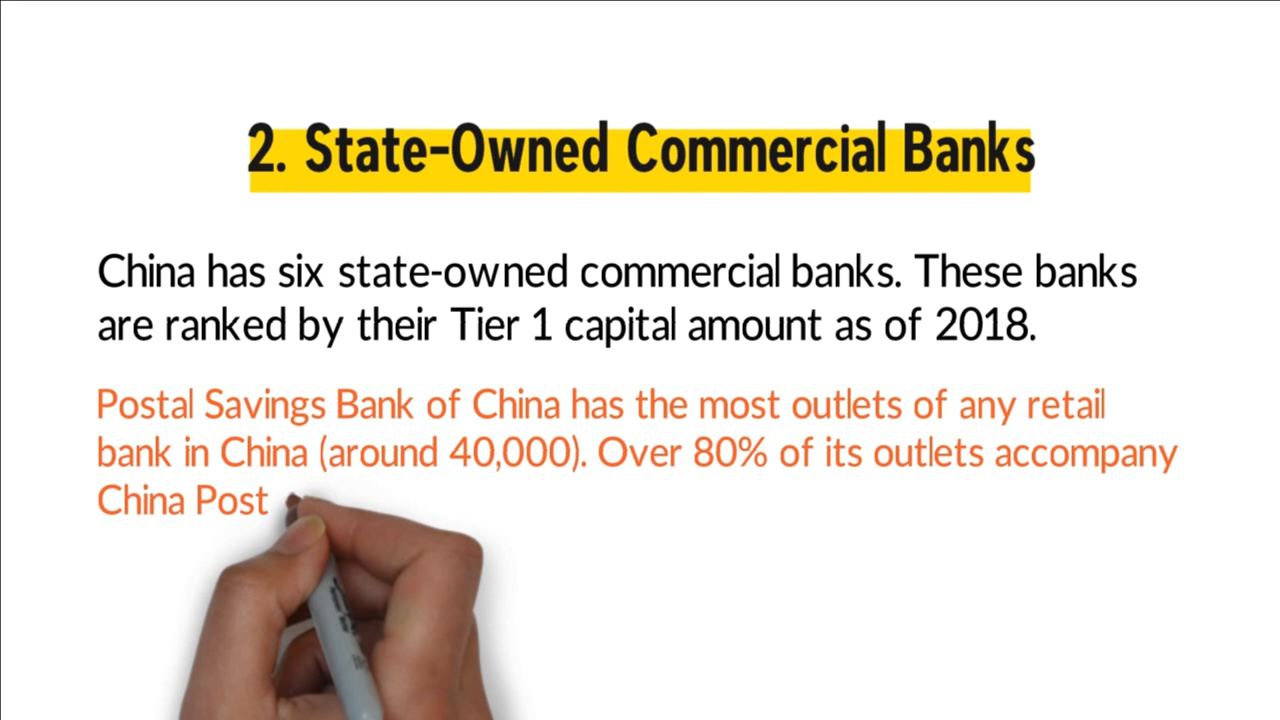 2. State-Owned Commercial Banks
China has six state-owned commercial banks. These banks
are ranked by their Tier 1 capital amount as of 2018.
Postal Savings Bank of China has the most outlets of any retail
bank in China (around 40,000). Over 80% of its outlets accompany
China Post